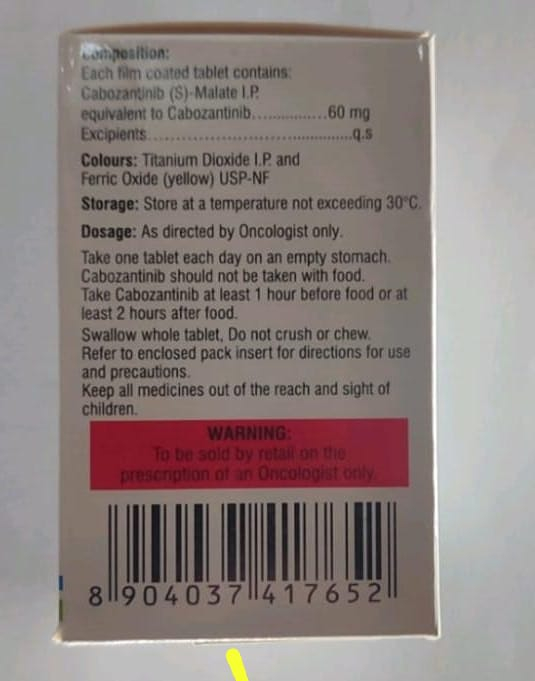 Composition:
Each film coated tablet contains:
Cabozantinib (S)-Malate I.P.
equivalent to Cabozantinib...............60 mg
Excipients.......................................q.s
Colours: Titanium Dioxide I.P. and
Ferric Oxide (yellow) USP-NF
Storage: Store at a temperature not exceeding 30°C.
Dosage: As directed by Oncologist only.
Take one tablet each day on an empty stomach.
Cabozantinib should not be taken with food.
Take Cabozantinib at least 1 hour before food or at
least 2 hours after food.
Swallow whole tablet, Do not crush or chew.
Refer to enclosed pack insert for directions for use
and precautions.
Keep all medicines out of the reach and sight of
children.
WARNING:
To be sold by retail on the
prescription of an Oncologist only.
8 904037 417652